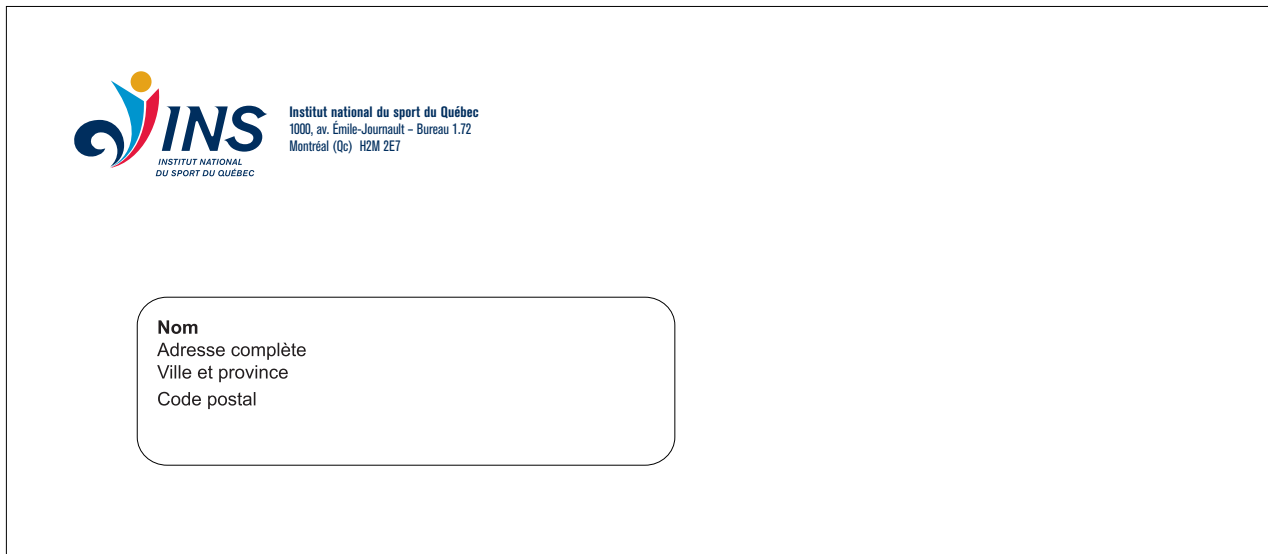 INS
INSTITUT NATIONAL
DU SPORT DU QUÉBEC
Institut national du sport du Québec
1000, av. Émile-Journault – Bureau 1.72
Montréal (Qc) H2M 2E7
Nom
Adresse complète
Ville et province
Code postal